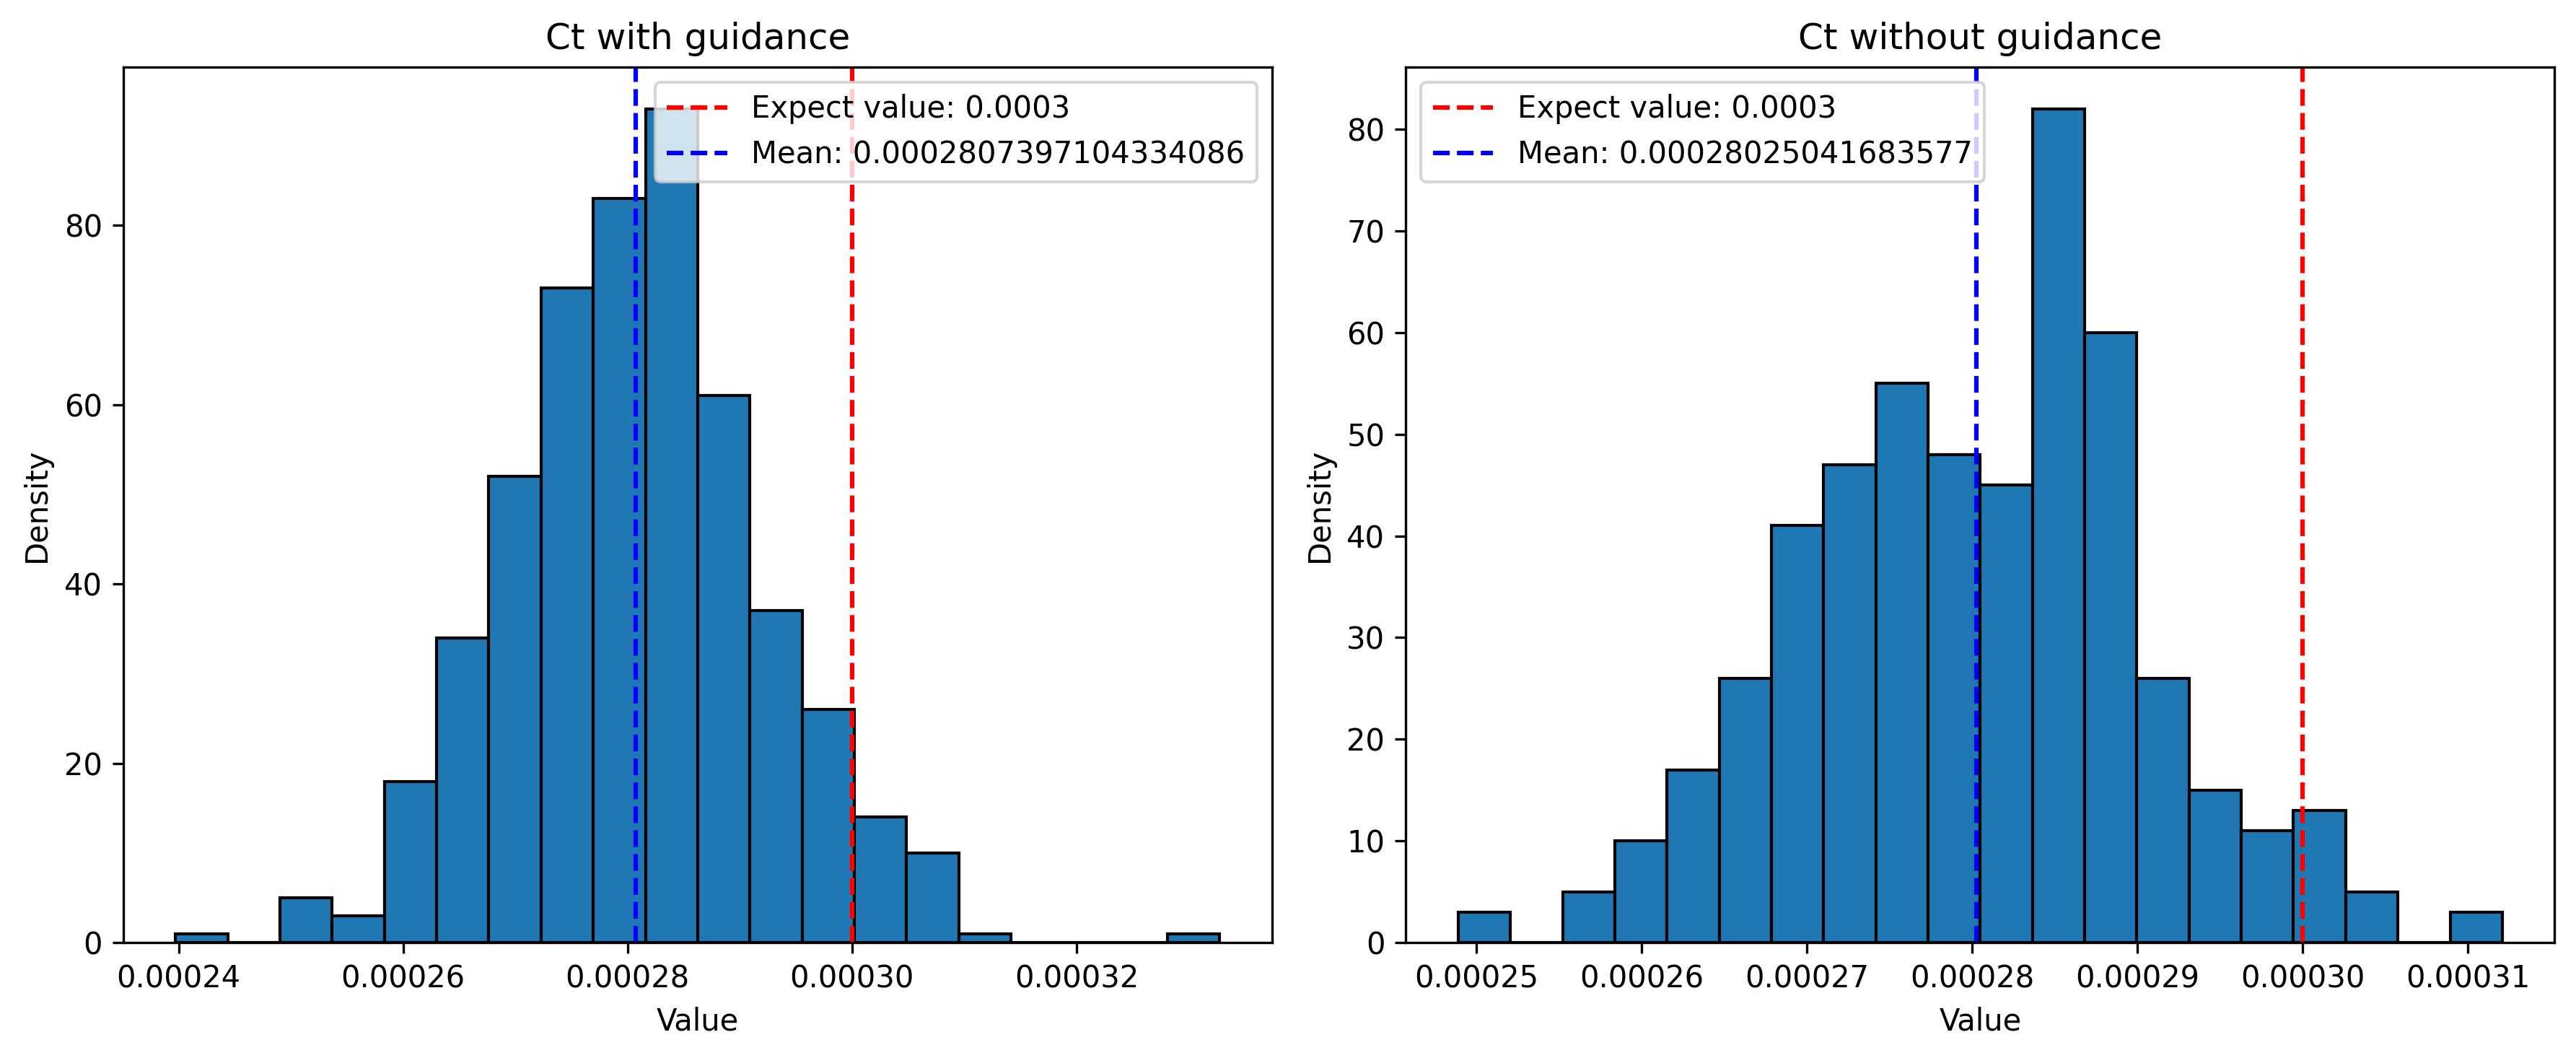 Ct with guidance
Expect value: 0.0003
Mean: 0.0002807397104334086
Density
80
60
40
20
0
0.00024 0.00026 0.00028 0.00030 0.00032
Value
Ct without guidance
Expect value: 0.0003
Mean: 0.00028025041683577
Density
80
70
60
50
40
30
20
10
0
0.00025 0.00026 0.00027 0.00028 0.00029 0.00030 0.00031
Value